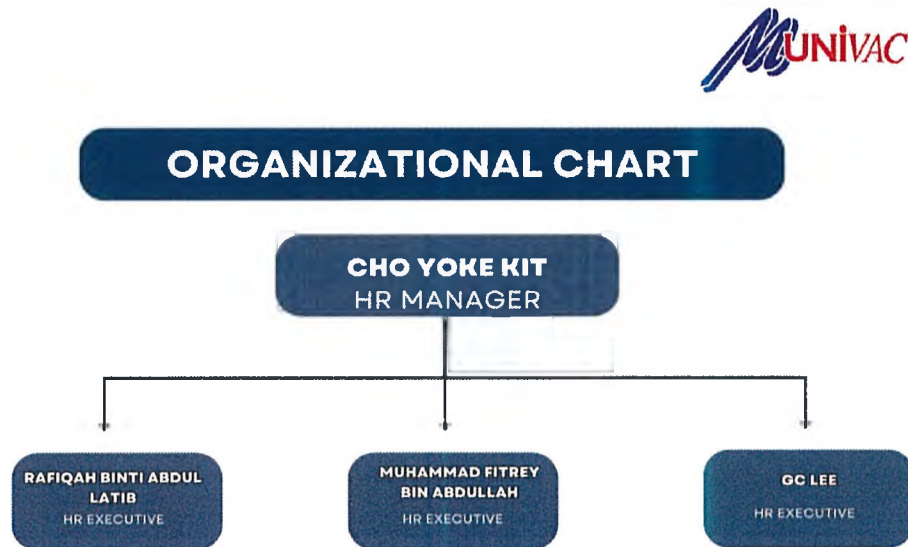 MUNiVAC
ORGANIZATIONAL CHART
CHO YOKE KIT
HR MANAGER
RAFIQAH BINTI ABDUL
LATIB
HR EXECUTIVE
MUHAMMAD FITREY
BIN ABDULLAH
HR EXECUTIVE
GC LEE
HR EXECUTIVE